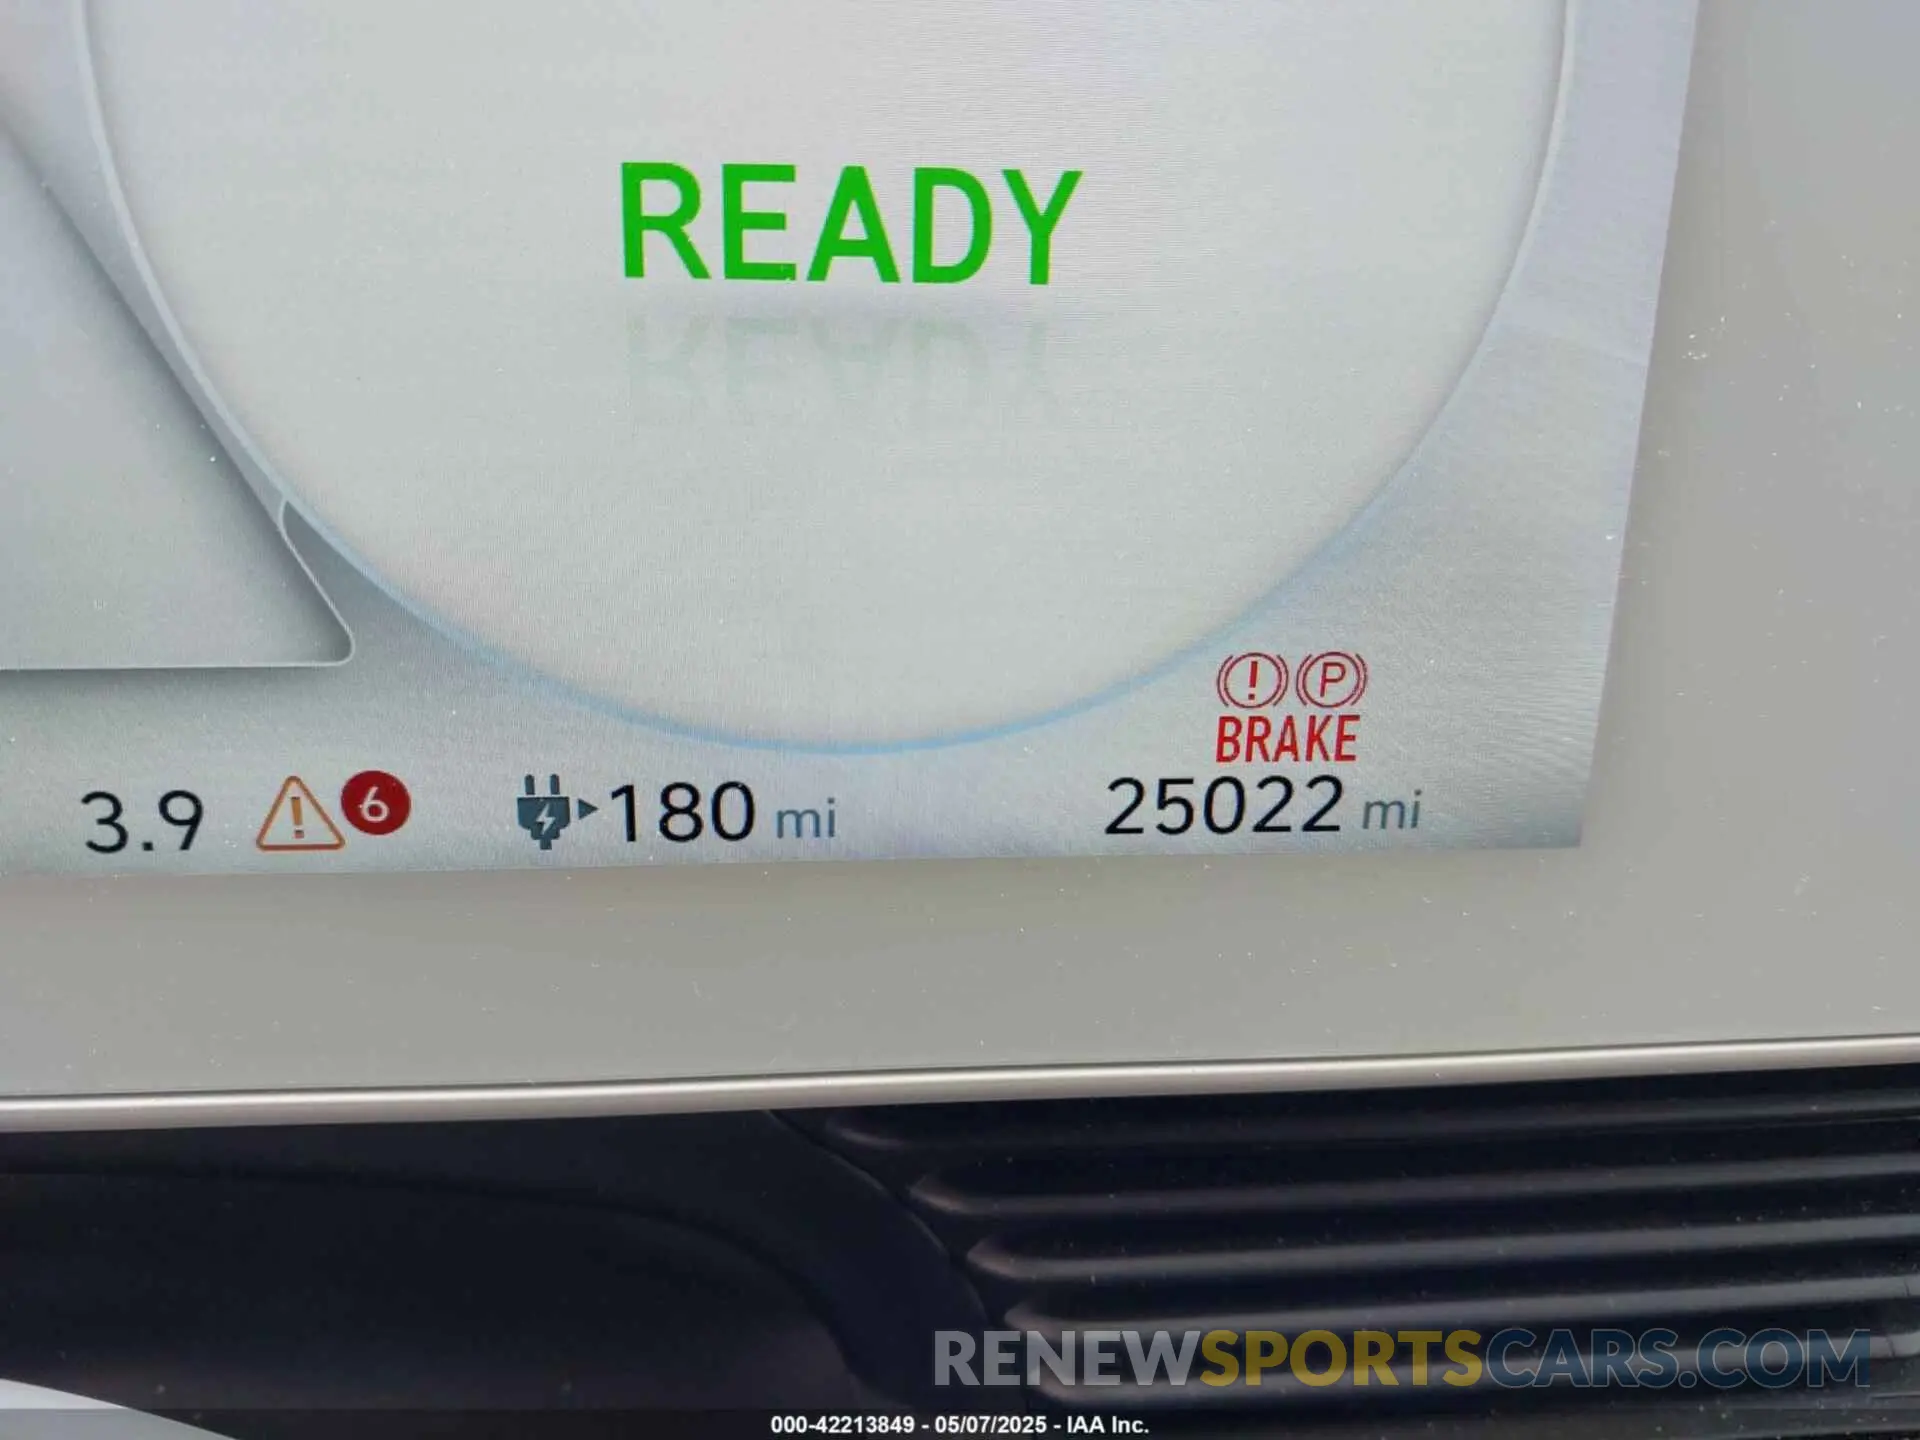 READY
! P
BRAKE
3.9 ! 6 180 mi 25022 mi
RENEWSPORTSCARS.COM
000-42213849 - 05/07/2025 - IAA Inc.